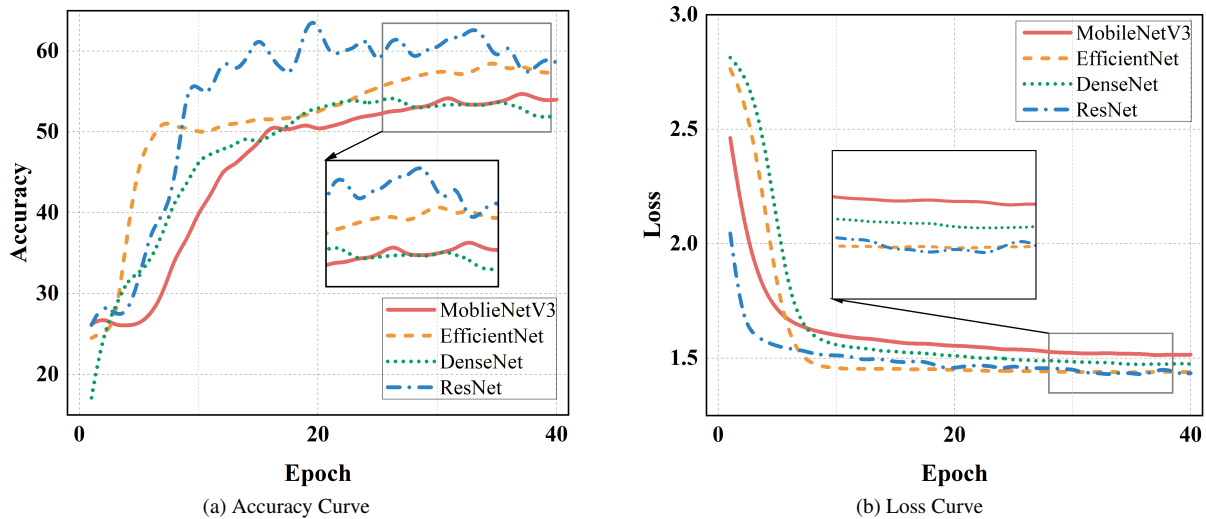 60
50
40
30
20
Accuracy
0
20
40
Epoch
MoblieNetV3
EfficientNet
DenseNet
ResNet
(a) Accuracy Curve
3.0
2.5
2.0
1.5
Loss
0
20
40
Epoch
MobileNetV3
EfficientNet
DenseNet
ResNet
(b) Loss Curve